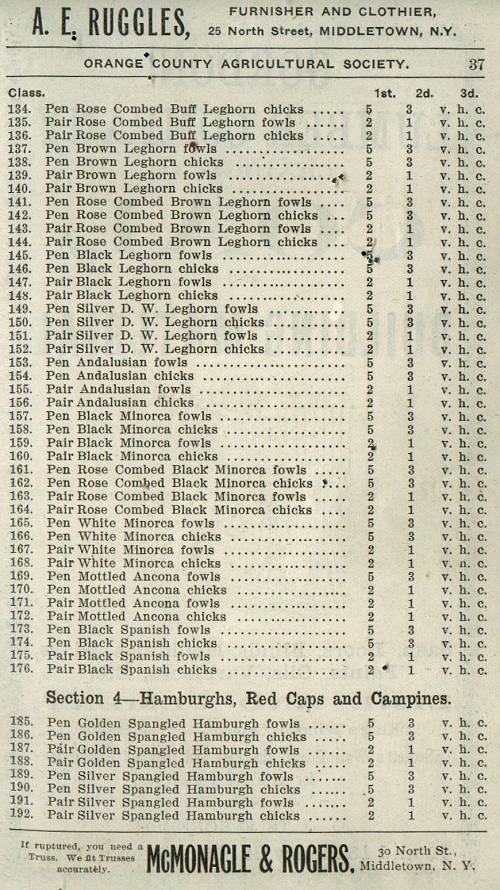 A. E. RUGGLES,
FURNISHER AND CLOTHIER,
25 North Street, MIDDLETOWN, N.Y.
ORANGE COUNTY AGRICULTURAL SOCIETY. 37
Class. 1st. 2d. 3d.
134. Pen Rose Combed Buff Leghorn chicks ..... 5 3 v. h. c.
135. Pair Rose Combed Buff Leghorn fowls ..... 2 1 v. h. c.
136. Pair Rose Combed Buff Leghorn chicks ..... 2 1 v. h. c.
137. Pen Brown Leghorn fowls ................. 5 3 v. h. c.
138. Pen Brown Leghorn chicks ................ 5 3 v. h. c.
139. Pair Brown Leghorn fowls ................ 2 1 v. h. c.
140. Pair Brown Leghorn chicks ............... 2 1 v. h. c.
141. Pen Rose Combed Brown Leghorn fowls .... 5 3 v. h. c.
142. Pen Rose Combed Brown Leghorn chicks ... 5 3 v. h. c.
143. Pair Rose Combed Brown Leghorn fowls .... 2 1 v. h. c.
144. Pair Rose Combed Brown Leghorn chicks ... 2 1 v. h. c.
145. Pen Black Leghorn fowls ................. 5 3 v. h. c.
146. Pen Black Leghorn chicks ................ 5 3 v. h. c.
147. Pair Black Leghorn fowls ................ 2 1 v. h. c.
148. Pair Black Leghorn chicks ............... 2 1 v. h. c.
149. Pen Silver D. W. Leghorn fowls ............ 5 3 v. h. c.
150. Pen Silver D. W. Leghorn chicks ........... 5 3 v. h. c.
151. Pair Silver D. W. Leghorn fowls ........... 2 1 v. h. c.
152. Pair Silver D. W. Leghorn chicks .......... 2 1 v. h. c.
153. Pen Andalusian fowls .................... 5 3 v. h. c.
154. Pen Andalusian chicks ................... 5 3 v. h. c.
155. Pair Andalusian fowls ................... 2 1 v. h. c.
156. Pair Andalusian chicks .................. 2 1 v. h. c.
157. Pen Black Minorca fowls ................. 5 3 v. h. c.
158. Pen Black Minorca chicks ................ 5 3 v. h. c.
159. Pair Black Minorca fowls ................ 2 1 v. h. c.
160. Pair Black Minorca chicks ............... 2 1 v. h. c.
161. Pen Rose Combed Black Minorca fowls ..... 5 3 v. h. c.
162. Pen Rose Combed Black Minorca chicks .... 5 3 v. h. c.
163. Pair Rose Combed Black Minorca fowls ..... 2 1 v. h. c.
164. Pair Rose Combed Black Minorca chicks .... 2 1 v. h. c.
165. Pen White Minorca fowls ................. 5 3 v. h. c.
166. Pen White Minorca chicks ................ 5 3 v. h. c.
167. Pair White Minorca fowls ................ 2 1 v. h. c.
168. Pair White Minorca chicks ............... 2 1 v. h. c.
169. Pen Mottled Ancona fowls ................ 5 3 v. h. c.
170. Pen Mottled Ancona chicks ............... 2 1 v. h. c.
171. Pair Mottled Ancona fowls ............... 2 1 v. h. c.
172. Pair Mottled Ancona chicks .............. 2 1 v. h. c.
173. Pen Black Spanish fowls ................. 5 3 v. h. c.
174. Pen Black Spanish chicks ................ 5 3 v. h. c.
175. Pair Black Spanish fowls ................ 2 1 v. h. c.
176. Pair Black Spanish chicks ............... 2 1 v. h. c.
Section 4—Hamburghs, Red Caps and Campines.
185. Pen Golden Spangled Hamburgh fowls ...... 5 3 v. h. c.
186. Pen Golden Spangled Hamburgh chicks ..... 5 3 v. h. c.
187. Pair Golden Spangled Hamburgh fowls ..... 2 1 v. h. c.
188. Pair Golden Spangled Hamburgh chicks .... 2 1 v. h. c.
189. Pen Silver Spangled Hamburgh fowls ....... 5 3 v. h. c.
190. Pen Silver Spangled Hamburgh chicks ...... 5 3 v. h. c.
191. Pair Silver Spangled Hamburgh fowls ...... 2 1 v. h. c.
192. Pair Silver Spangled Hamburgh chicks ..... 2 1 v. h. c.
If ruptured, you need a
Truss. We fit Trusses
accurately.
McMONAGLE & ROGERS,
30 North St.,
Middletown, N. Y.